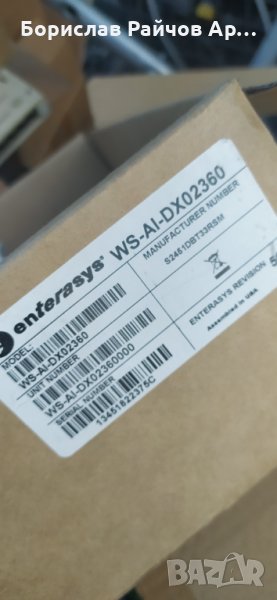 Борислав Райчов Ар...
enterasys® WS-AI-DX02360
MODEL:
WS-AI-DX02360
UNIT NUMBER
WS-AI-DX02360000
SERIAL NUMBER
13451822375C
MANUFACTURER NUMBER
S2451DBT33RSM
ENTERASYS REVISION
Assembled in USA
bazar